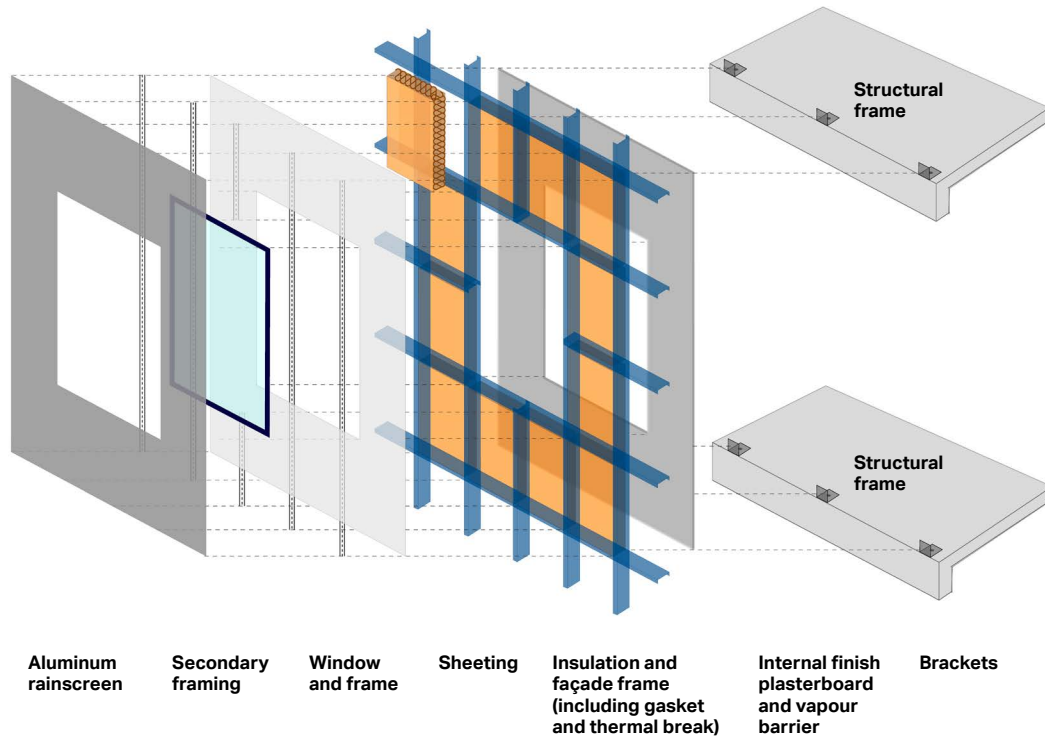 Structural
frame
Structural
frame
Aluminum
rainscreen
Secondary
framing
Window
and frame
Sheeting
Insulation and
façade frame
(including gasket
and thermal break)
Internal finish
plasterboard
and vapour
barrier
Brackets